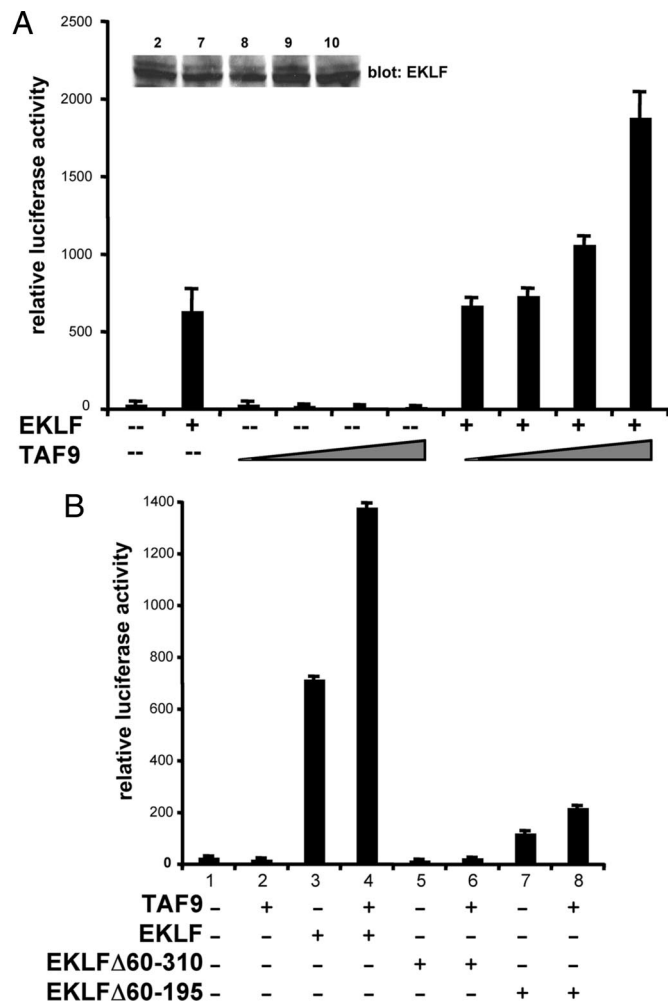 A
2500
2000
1500
1000
500
0
relative luciferase activity
2 7 8 9 10
blot: EKLF
EKLF -- + -- -- -- -- + + + +
TAF9 -- --
B
1400
1200
1000
800
600
400
200
0
relative luciferase activity
1 2 3 4 5 6 7 8
TAF9 – + – + – + – +
EKLF – – + + – – – –
EKLFΔ60-310 – – – – + + – –
EKLFΔ60-195 – – – – – – + +